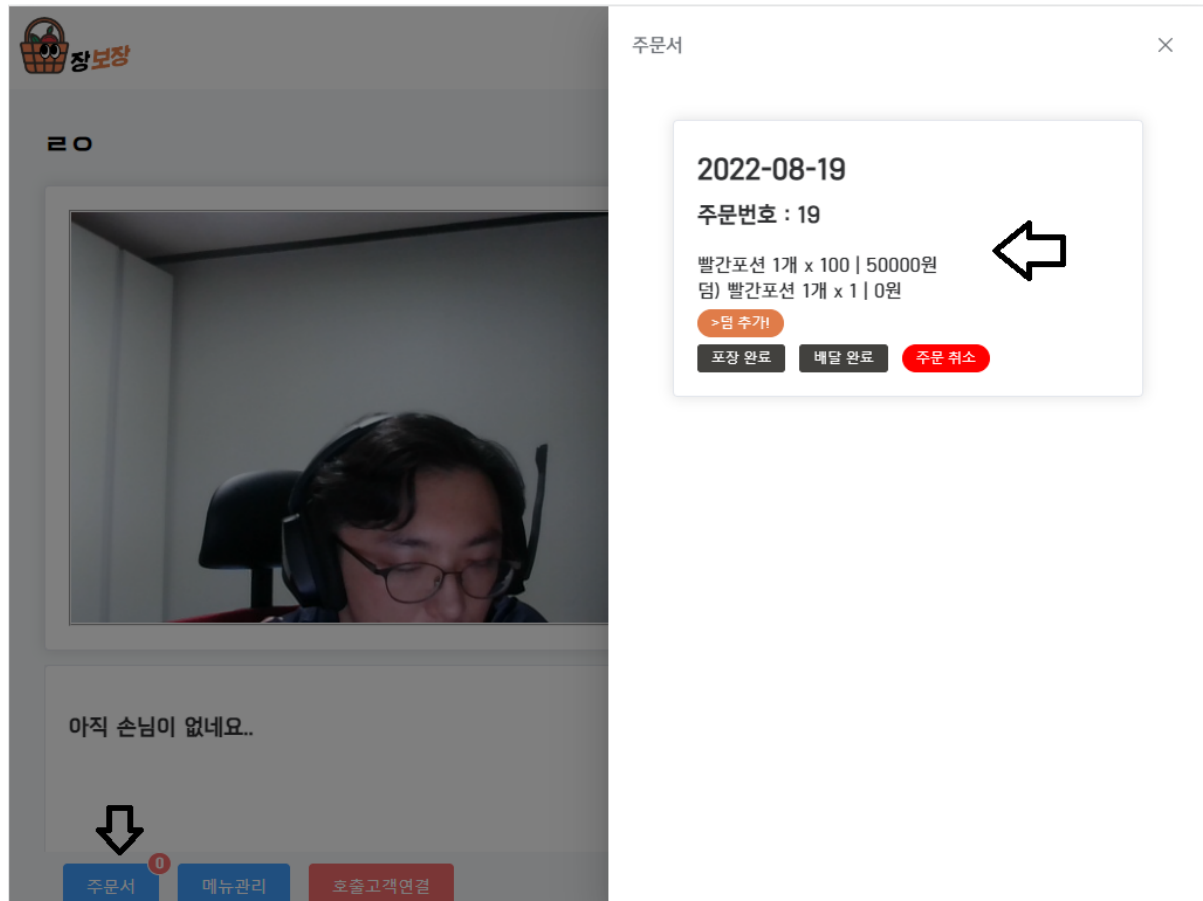 장보장
ㄹㅇ
아직 손님이 없네요..
0
주문서 메뉴관리 호출고객연결
주문서
2022-08-19
주문번호 : 19
빨간포션 1개 x 100 | 50000원
덤) 빨간포션 1개 x 1 | 0원
>덤 추가!
포장 완료 배달 완료 주문 취소